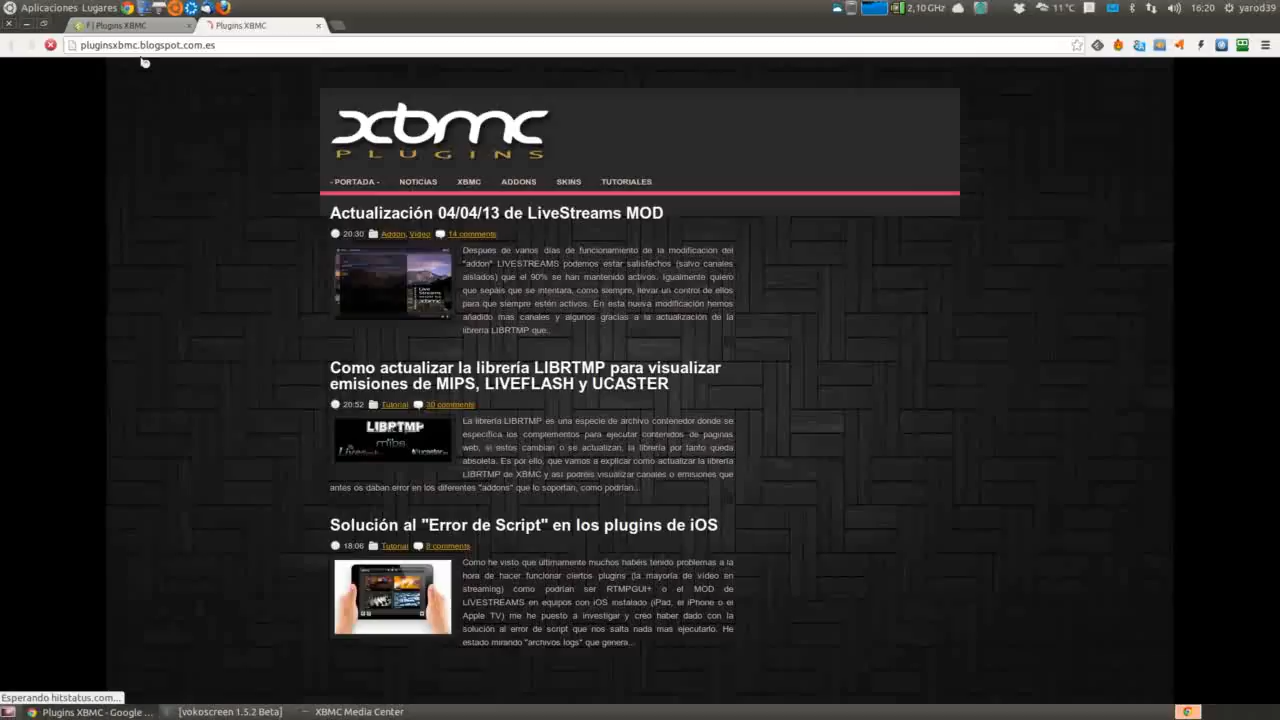 Aplicaciones Lugares
2,10 GHz
11 °C
16:20
yarod39
f | Plugins XBMC
Plugins XBMC
pluginsxbmc.blogspot.com.es
xbmc
PLUGINS
- PORTADA -
NOTICIAS
XBMC
ADDONS
SKINS
TUTORIALES
Actualización 04/04/13 de LiveStreams MOD
20:30 Addon, Video 14 comments
Despues de varios días de funcionamiento de la modificacion del
"addon" LIVESTREAMS podemos estar satisfechos (salvo canales
aislados) que el 90% se han mantenido activos. Igualmente quiero
que sepáis que se intentara, como siempre, llevar un control de ellos
para que siempre estén activos. En esta nueva modificación hemos
añadido mas canales y algunos gracias a la actualización de la
libreria LIBRTMP que..
Live
Streams
xbmc
Como actualizar la librería LIBRTMP para visualizar
emisiones de MIPS, LIVEFLASH y UCASTER
20:52 Tutorial 30 comments
LIBRTMP
mips
ucaster
La librería LIBRTMP es una especie de archivo contenedor donde se
especifica los complementos para ejecutar contenidos de paginas
web, si estos cambian o se actualizan, la librería por tanto queda
absoleta. Es por ello, que vamos a explicar como actualizar la librería
LIBRTMP de XBMC y así podréis visualizar canales o emisiones que
antes os daban error en los diferentes "addons" que lo soportan, como podrían...
Solución al "Error de Script" en los plugins de iOS
18:06 Tutorial 8 comments
Como he visto que últimamente muchos habéis tenido problemas a la
hora de hacer funcionar ciertos plugins (la mayoría de vídeo en
streaming) como podrían ser RTMPGUI+ o el MOD de
LIVESTREAMS en equipos con iOS instalado (iPad, el iPhone o el
Apple TV) me he puesto a investigar y creo haber dado con la
solución al error de script que nos salta nada mas ejecutarlo. He
estado mirando "archivos logs" que genera...
Esperando hitstatus.com...
Plugins XBMC - Google ...
[vokoscreen 1.5.2 Beta]
XBMC Media Center